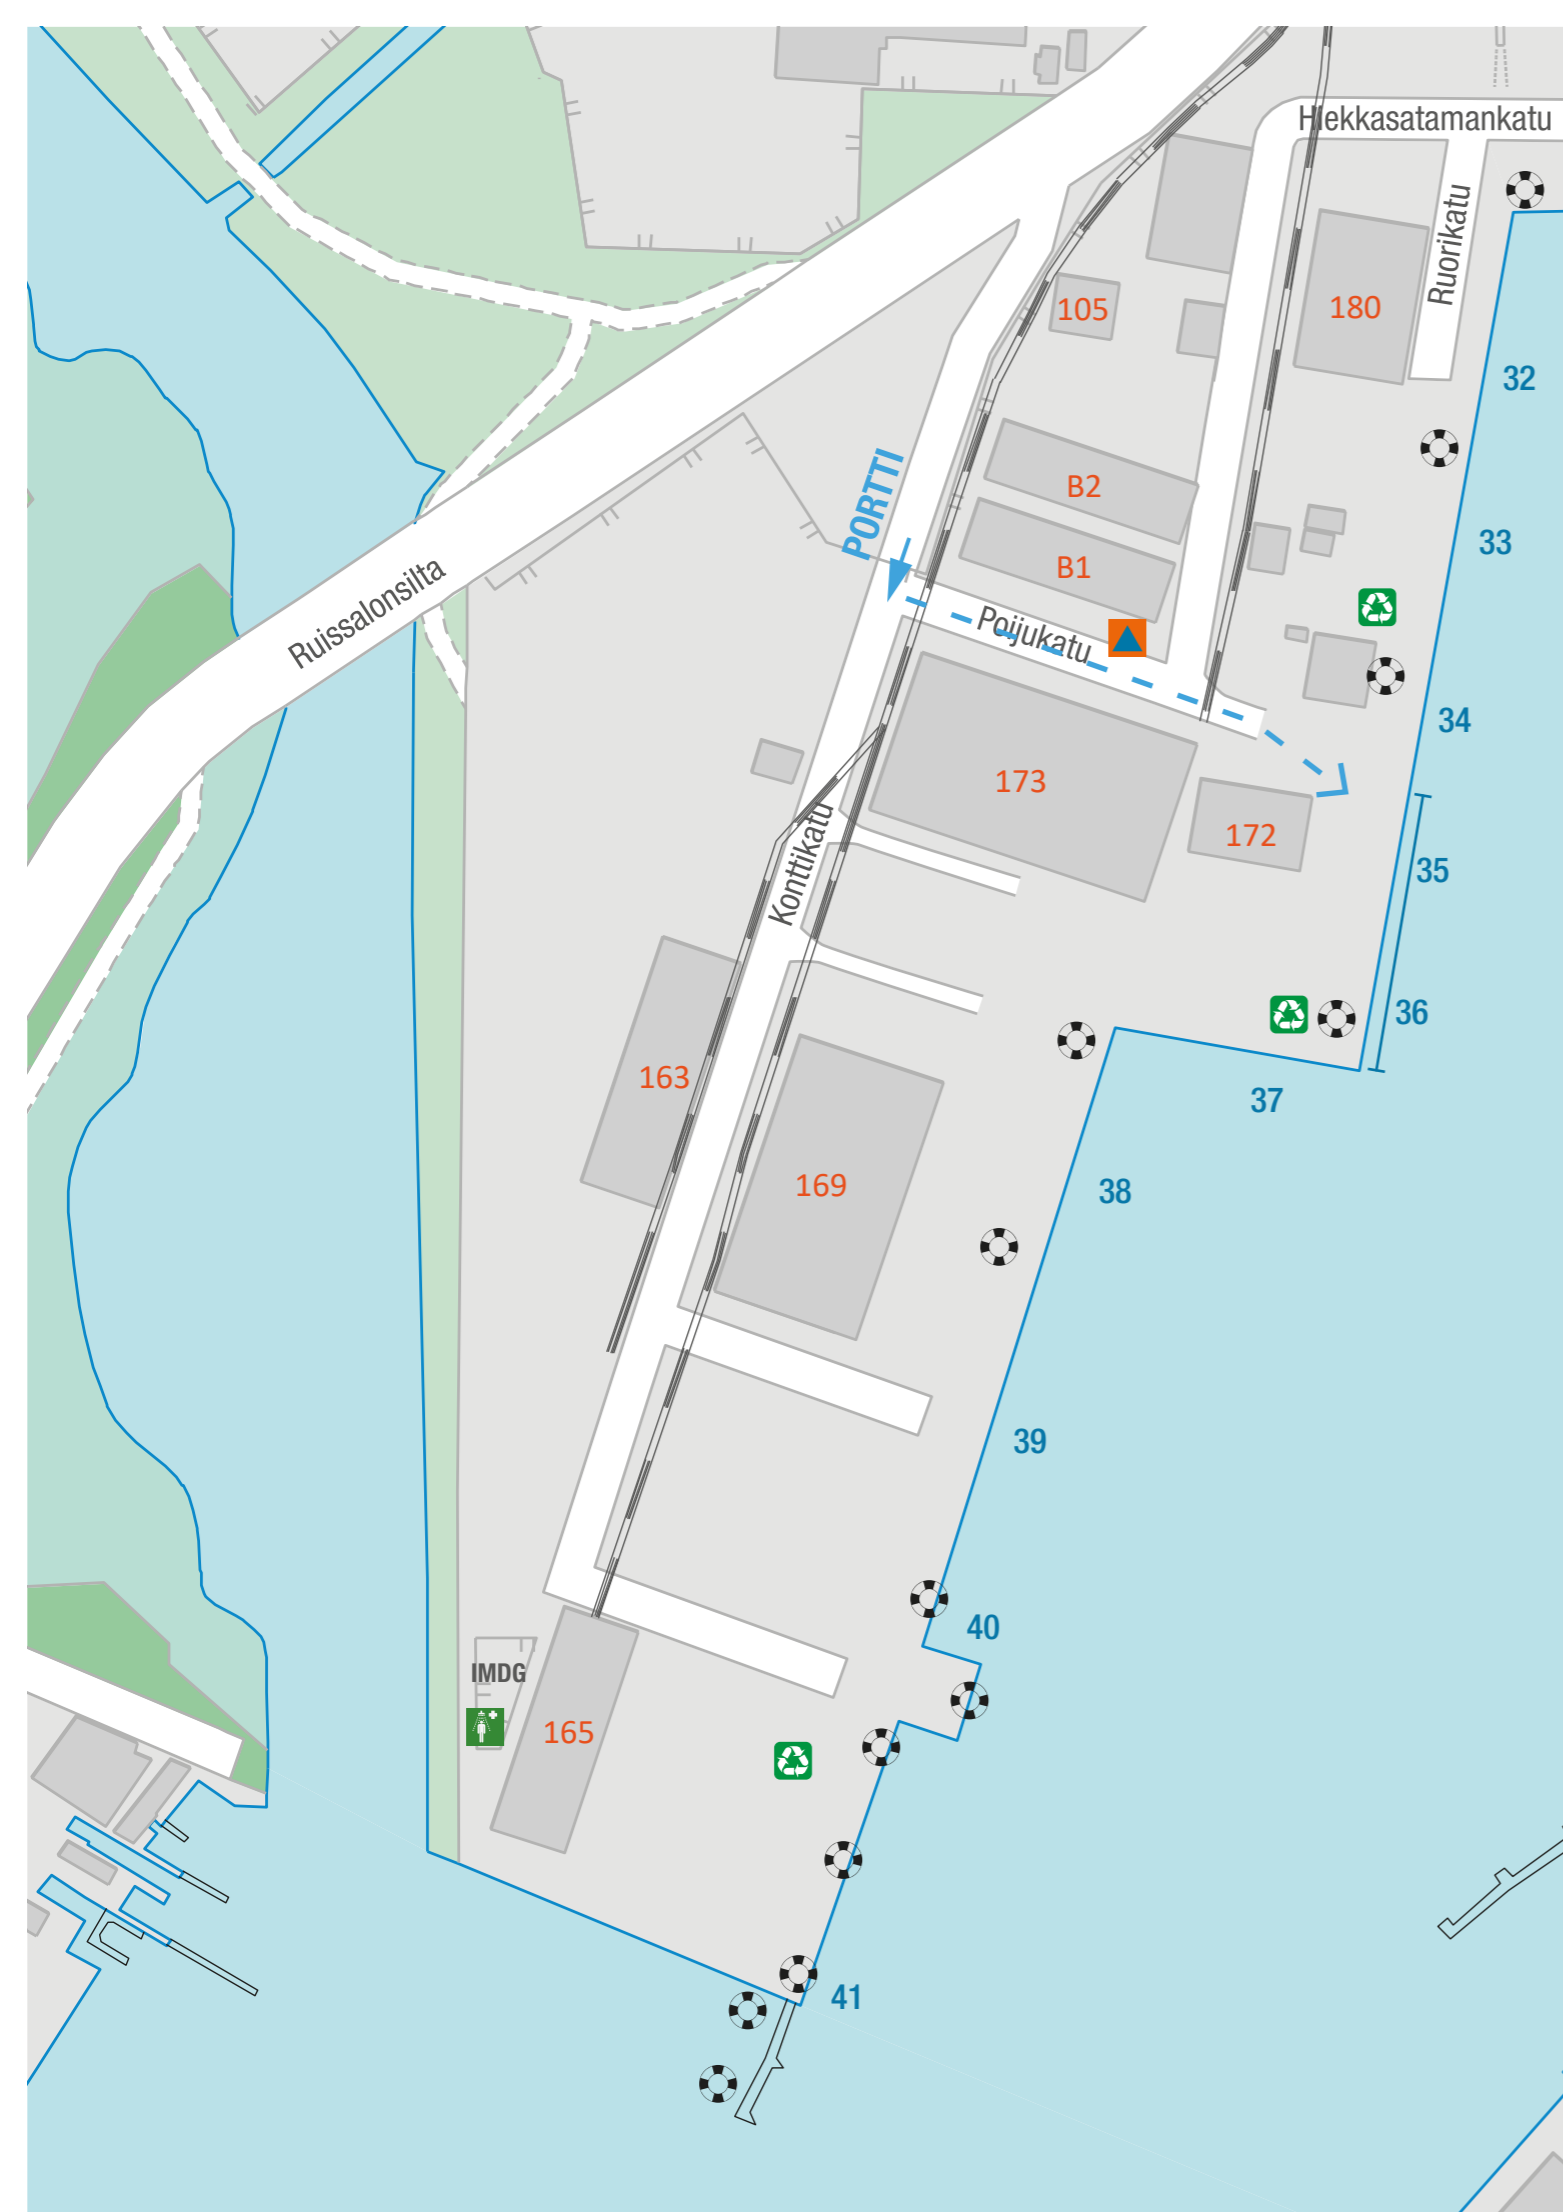 Hiekkasatamankatu
Ruorikatu
105
180
32
B2
PORTTI
33
B1
Ruissalonsilta
Poijukatu
34
173
172
Konttikatu
35
36
163
37
169
38
39
40
IMDG
165
41